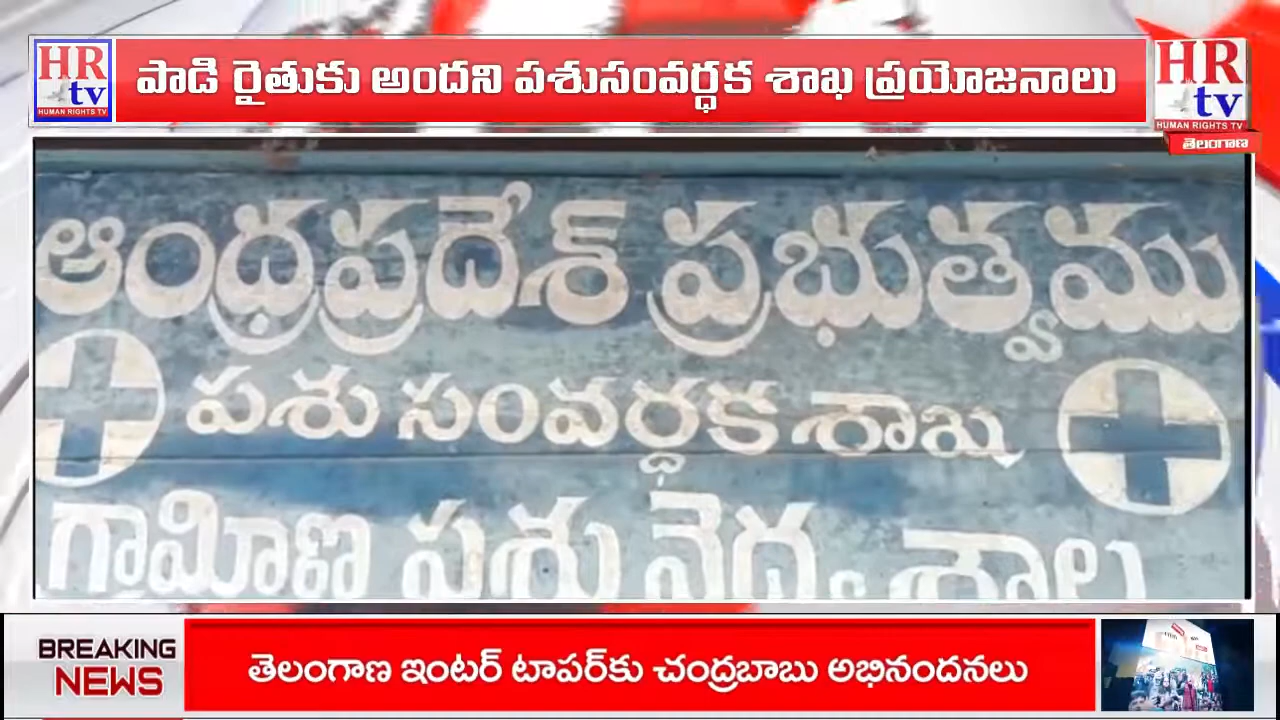 HR
tv
HUMAN RIGHTS TV
పాడి రైతుకు అందని పశుసంవర్ధక శాఖ ప్రయోజనాలు
HR
tv
HUMAN RIGHTS TV
తెలంగాణ
ఆంధ్రప్రదేశ్ ప్రభుత్వము
పశు సంవర్ధక శాఖ
గ్రామీణ పశు వైద్య శాల
BREAKING
NEWS
తెలంగాణ ఇంటర్ టాపర్‌కు చంద్రబాబు అభినందనలు